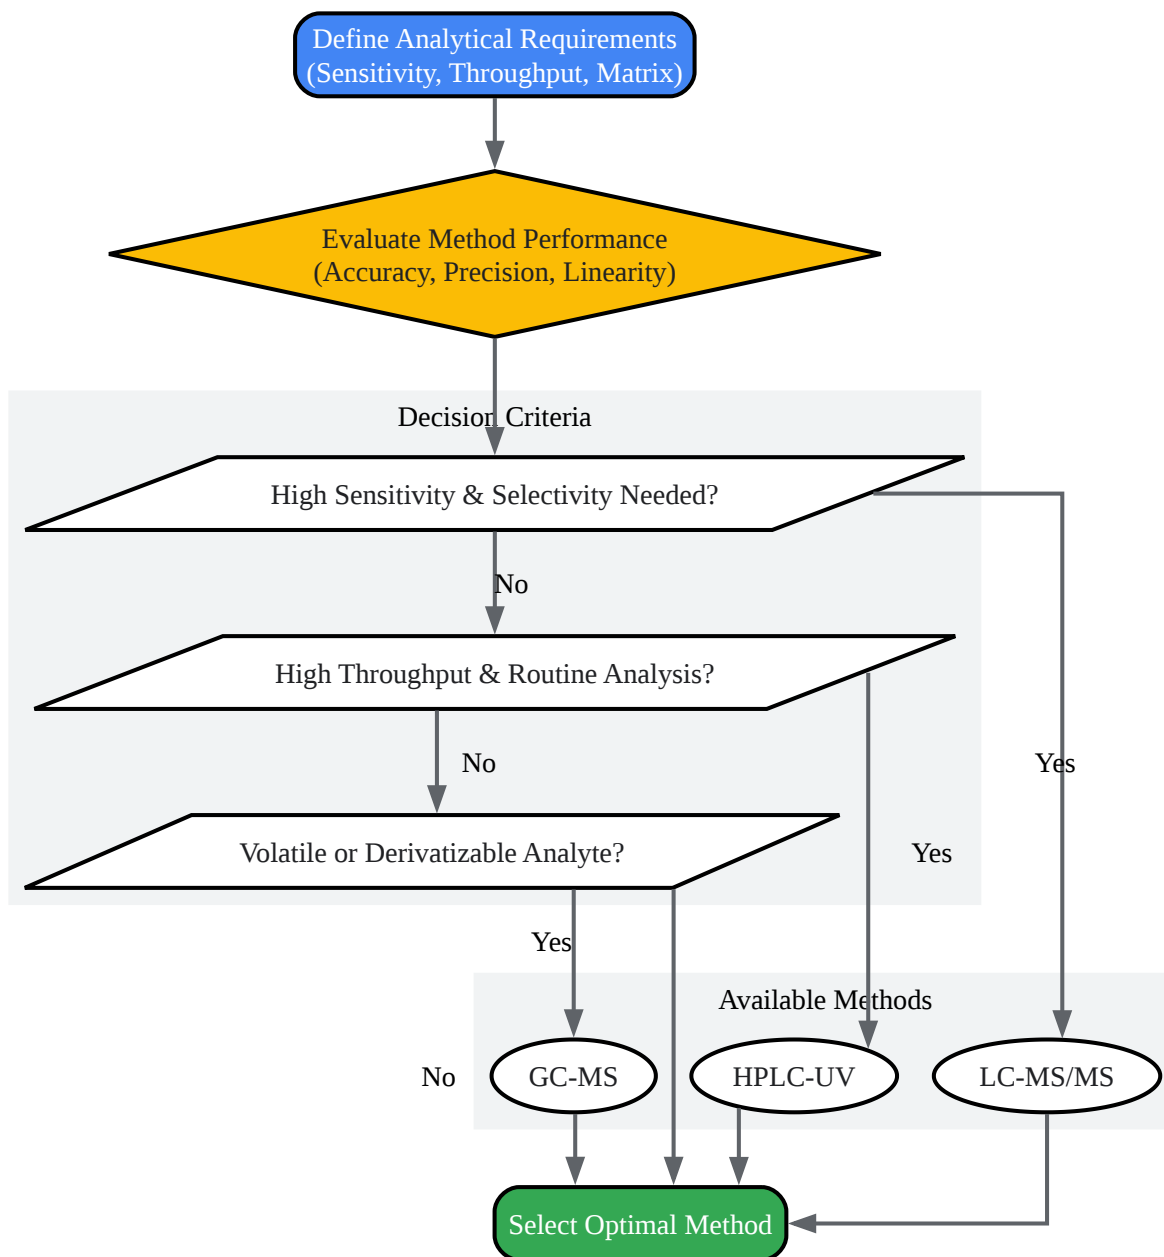 Define Analytical Requirements
(Sensitivity, Throughput, Matrix)
Evaluate Method Performance
(Accuracy, Precision, Linearity)
Decision Criteria
High Sensitivity & Selectivity Needed?
No
High Throughput & Routine Analysis?
No
Yes
Volatile or Derivatizable Analyte?
Yes
Yes
Available Methods
No
GC-MS
HPLC-UV
LC-MS/MS
Select Optimal Method